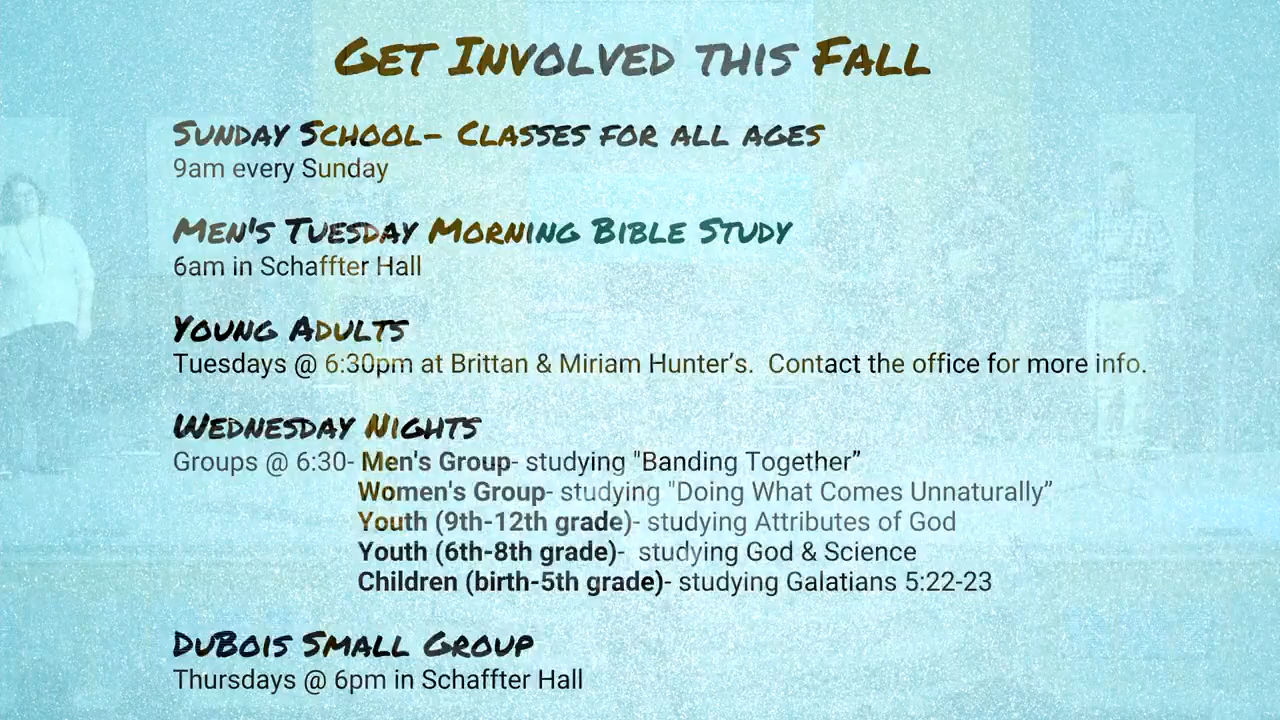 Get Involved this Fall
Sunday School- Classes for all ages
9am every Sunday
Men's Tuesday Morning Bible Study
6am in Schaffter Hall
Young Adults
Tuesdays @ 6:30pm at Brittan & Miriam Hunter’s.  Contact the office for more info.
Wednesday Nights
Groups @ 6:30- Men's Group- studying "Banding Together”
Women's Group- studying "Doing What Comes Unnaturally”
Youth (9th-12th grade)- studying Attributes of God
Youth (6th-8th grade)-  studying God & Science
Children (birth-5th grade)- studying Galatians 5:22-23
DuBois Small Group
Thursdays @ 6pm in Schaffter Hall